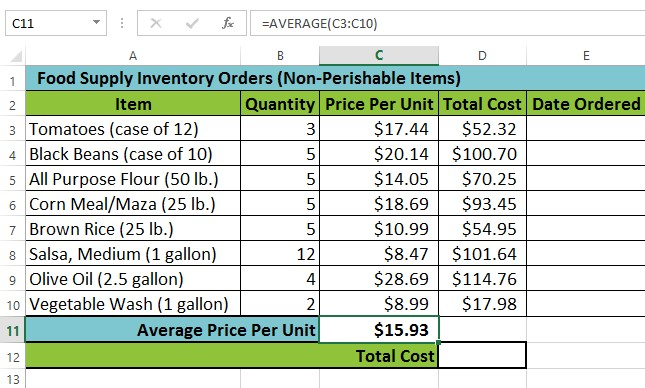 C11 =AVERAGE(C3:C10)
A B C D E
1 Food Supply Inventory Orders (Non-Perishable Items)
2 Item Quantity Price Per Unit Total Cost Date Ordered
3 Tomatoes (case of 12) 3 $17.44 $52.32
4 Black Beans (case of 10) 5 $20.14 $100.70
5 All Purpose Flour (50 lb.) 5 $14.05 $70.25
6 Corn Meal/Maza (25 lb.) 5 $18.69 $93.45
7 Brown Rice (25 lb.) 5 $10.99 $54.95
8 Salsa, Medium (1 gallon) 12 $8.47 $101.64
9 Olive Oil (2.5 gallon) 4 $28.69 $114.76
10 Vegetable Wash (1 gallon) 2 $8.99 $17.98
11 Average Price Per Unit $15.93
12 Total Cost
13